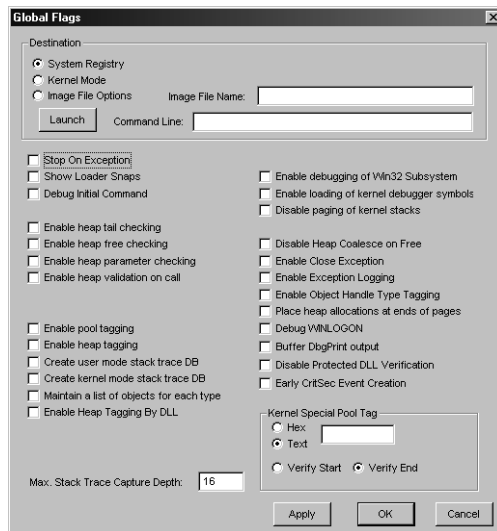 Global Flags
Destination
System Registry
Kernel Mode
Image File Options Image File Name:
Launch Command Line:
Stop On Exception
Show Loader Snaps
Debug Initial Command
Enable debugging of Win32 Subsystem
Enable loading of kernel debugger symbols
Disable paging of kernel stacks
Enable heap tail checking
Enable heap free checking
Enable heap parameter checking
Enable heap validation on call
Disable Heap Coalesce on Free
Enable Close Exception
Enable Exception Logging
Enable Object Handle Type Tagging
Place heap allocations at ends of pages
Enable pool tagging
Enable heap tagging
Create user mode stack trace DB
Create kernel mode stack trace DB
Maintain a list of objects for each type
Enable Heap Tagging By DLL
Debug WINLOGON
Buffer DbgPrint output
Disable Protected DLL Verification
Early CritSec Event Creation
Kernel Special Pool Tag
Hex
Text
Verify Start Verify End
Max. Stack Trace Capture Depth: 16
Apply OK Cancel